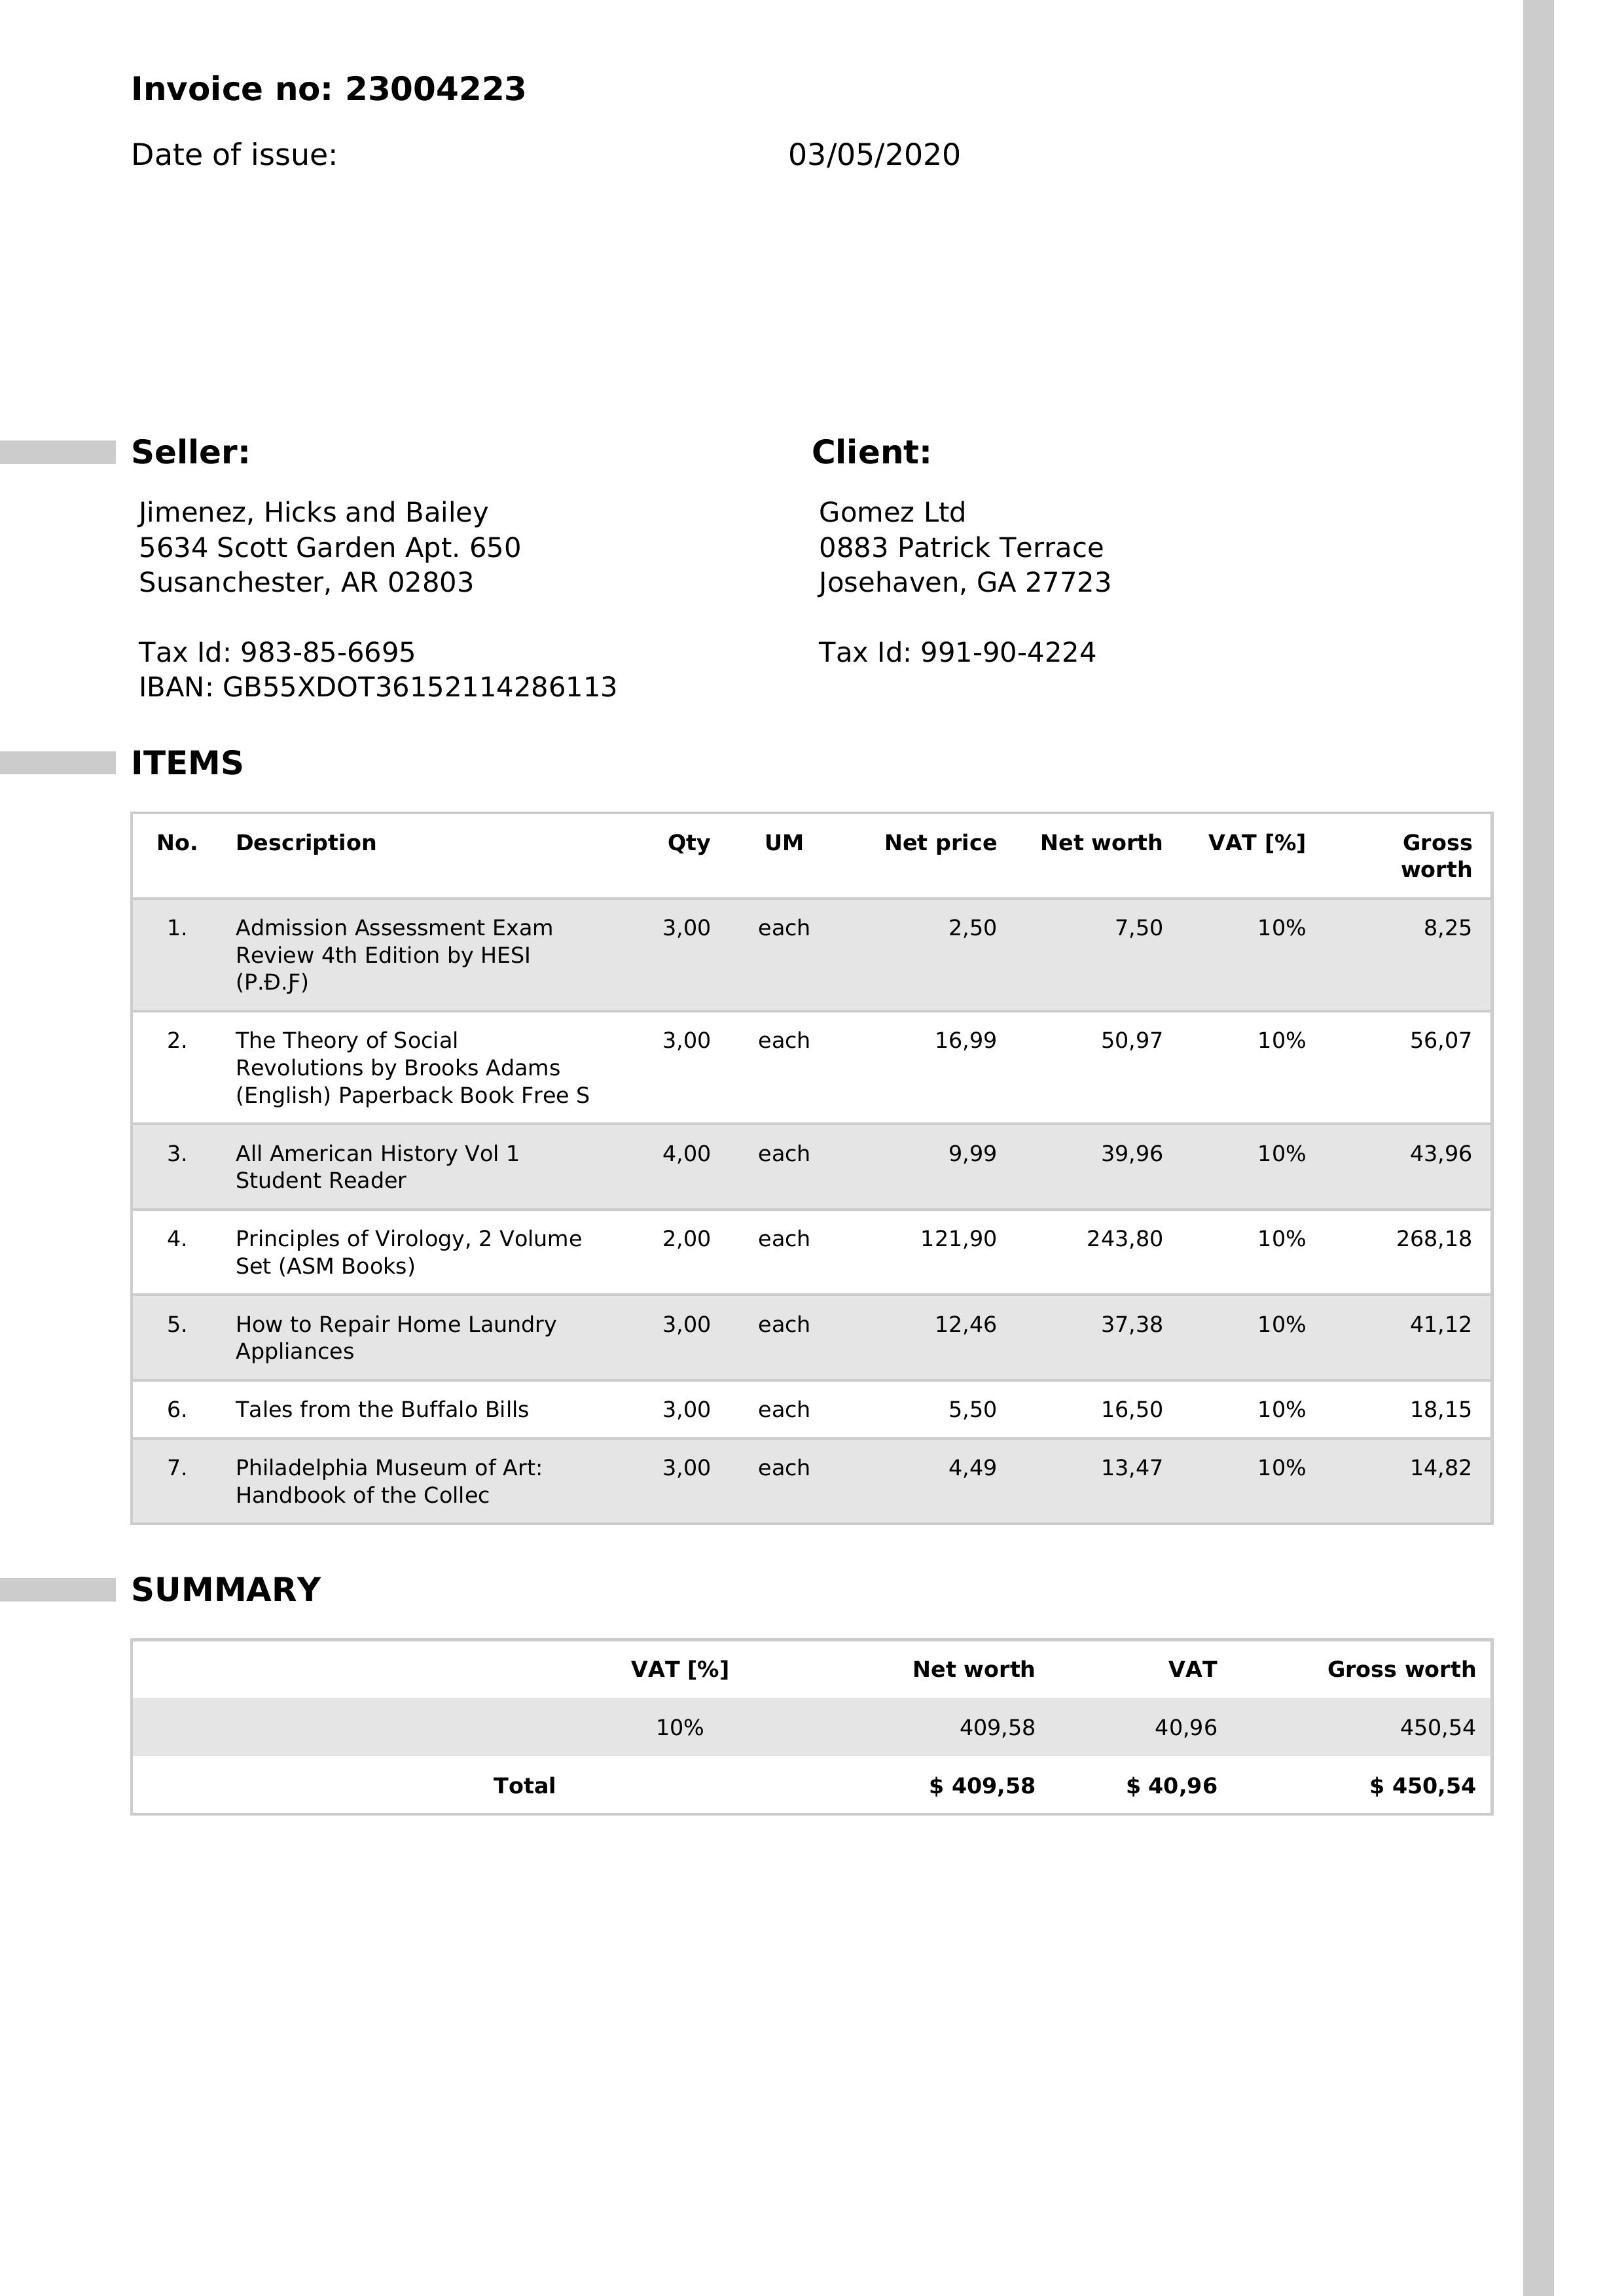 Invoice no: 23004223
Date of issue: 03/05/2020
Seller:
Jimenez, Hicks and Bailey
5634 Scott Garden Apt. 650
Susanchester, AR 02803
Tax Id: 983-85-6695
IBAN: GB55XDOT36152114286113
Client:
Gomez Ltd
0883 Patrick Terrace
Josehaven, GA 27723
Tax Id: 991-90-4224
ITEMS
No. Description Qty UM Net price Net worth VAT [%] Gross
worth
1. Admission Assessment Exam 3,00 each 2,50 7,50 10% 8,25
Review 4th Edition by HESI
(P.Đ.Ƒ)
2. The Theory of Social 3,00 each 16,99 50,97 10% 56,07
Revolutions by Brooks Adams
(English) Paperback Book Free S
3. All American History Vol 1 4,00 each 9,99 39,96 10% 43,96
Student Reader
4. Principles of Virology, 2 Volume 2,00 each 121,90 243,80 10% 268,18
Set (ASM Books)
5. How to Repair Home Laundry 3,00 each 12,46 37,38 10% 41,12
Appliances
6. Tales from the Buffalo Bills 3,00 each 5,50 16,50 10% 18,15
7. Philadelphia Museum of Art: 3,00 each 4,49 13,47 10% 14,82
Handbook of the Collec
SUMMARY
VAT [%] Net worth VAT Gross worth
10% 409,58 40,96 450,54
Total $ 409,58 $ 40,96 $ 450,54